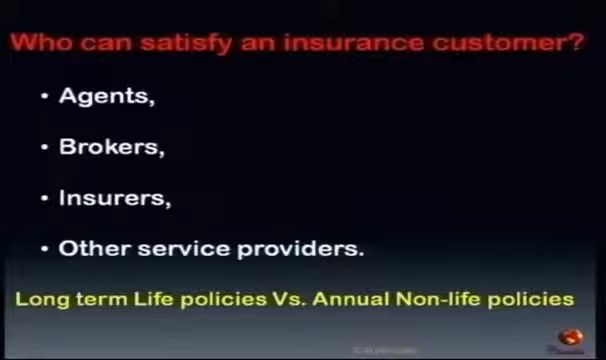 Who can satisfy an insurance customer?
• Agents,
• Brokers,
• Insurers,
• Other service providers.
Long term Life policies Vs. Annual Non-life policies